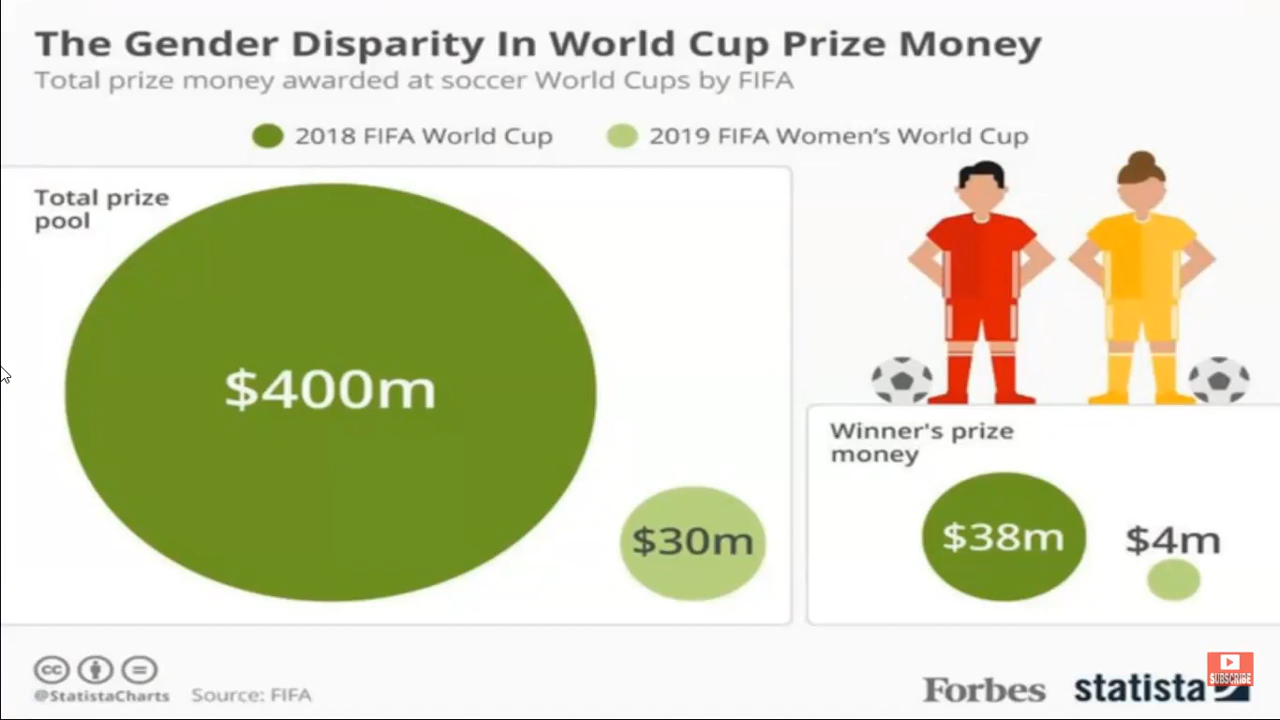 The Gender Disparity In World Cup Prize Money
Total prize money awarded at soccer World Cups by FIFA
2018 FIFA World Cup
2019 FIFA Women's World Cup
Total prize
pool
$400m
$30m
Winner's prize
money
$38m
$4m
cc
=
@StatistaCharts
Source: FIFA
Forbes
statista
SUBSCRIBE